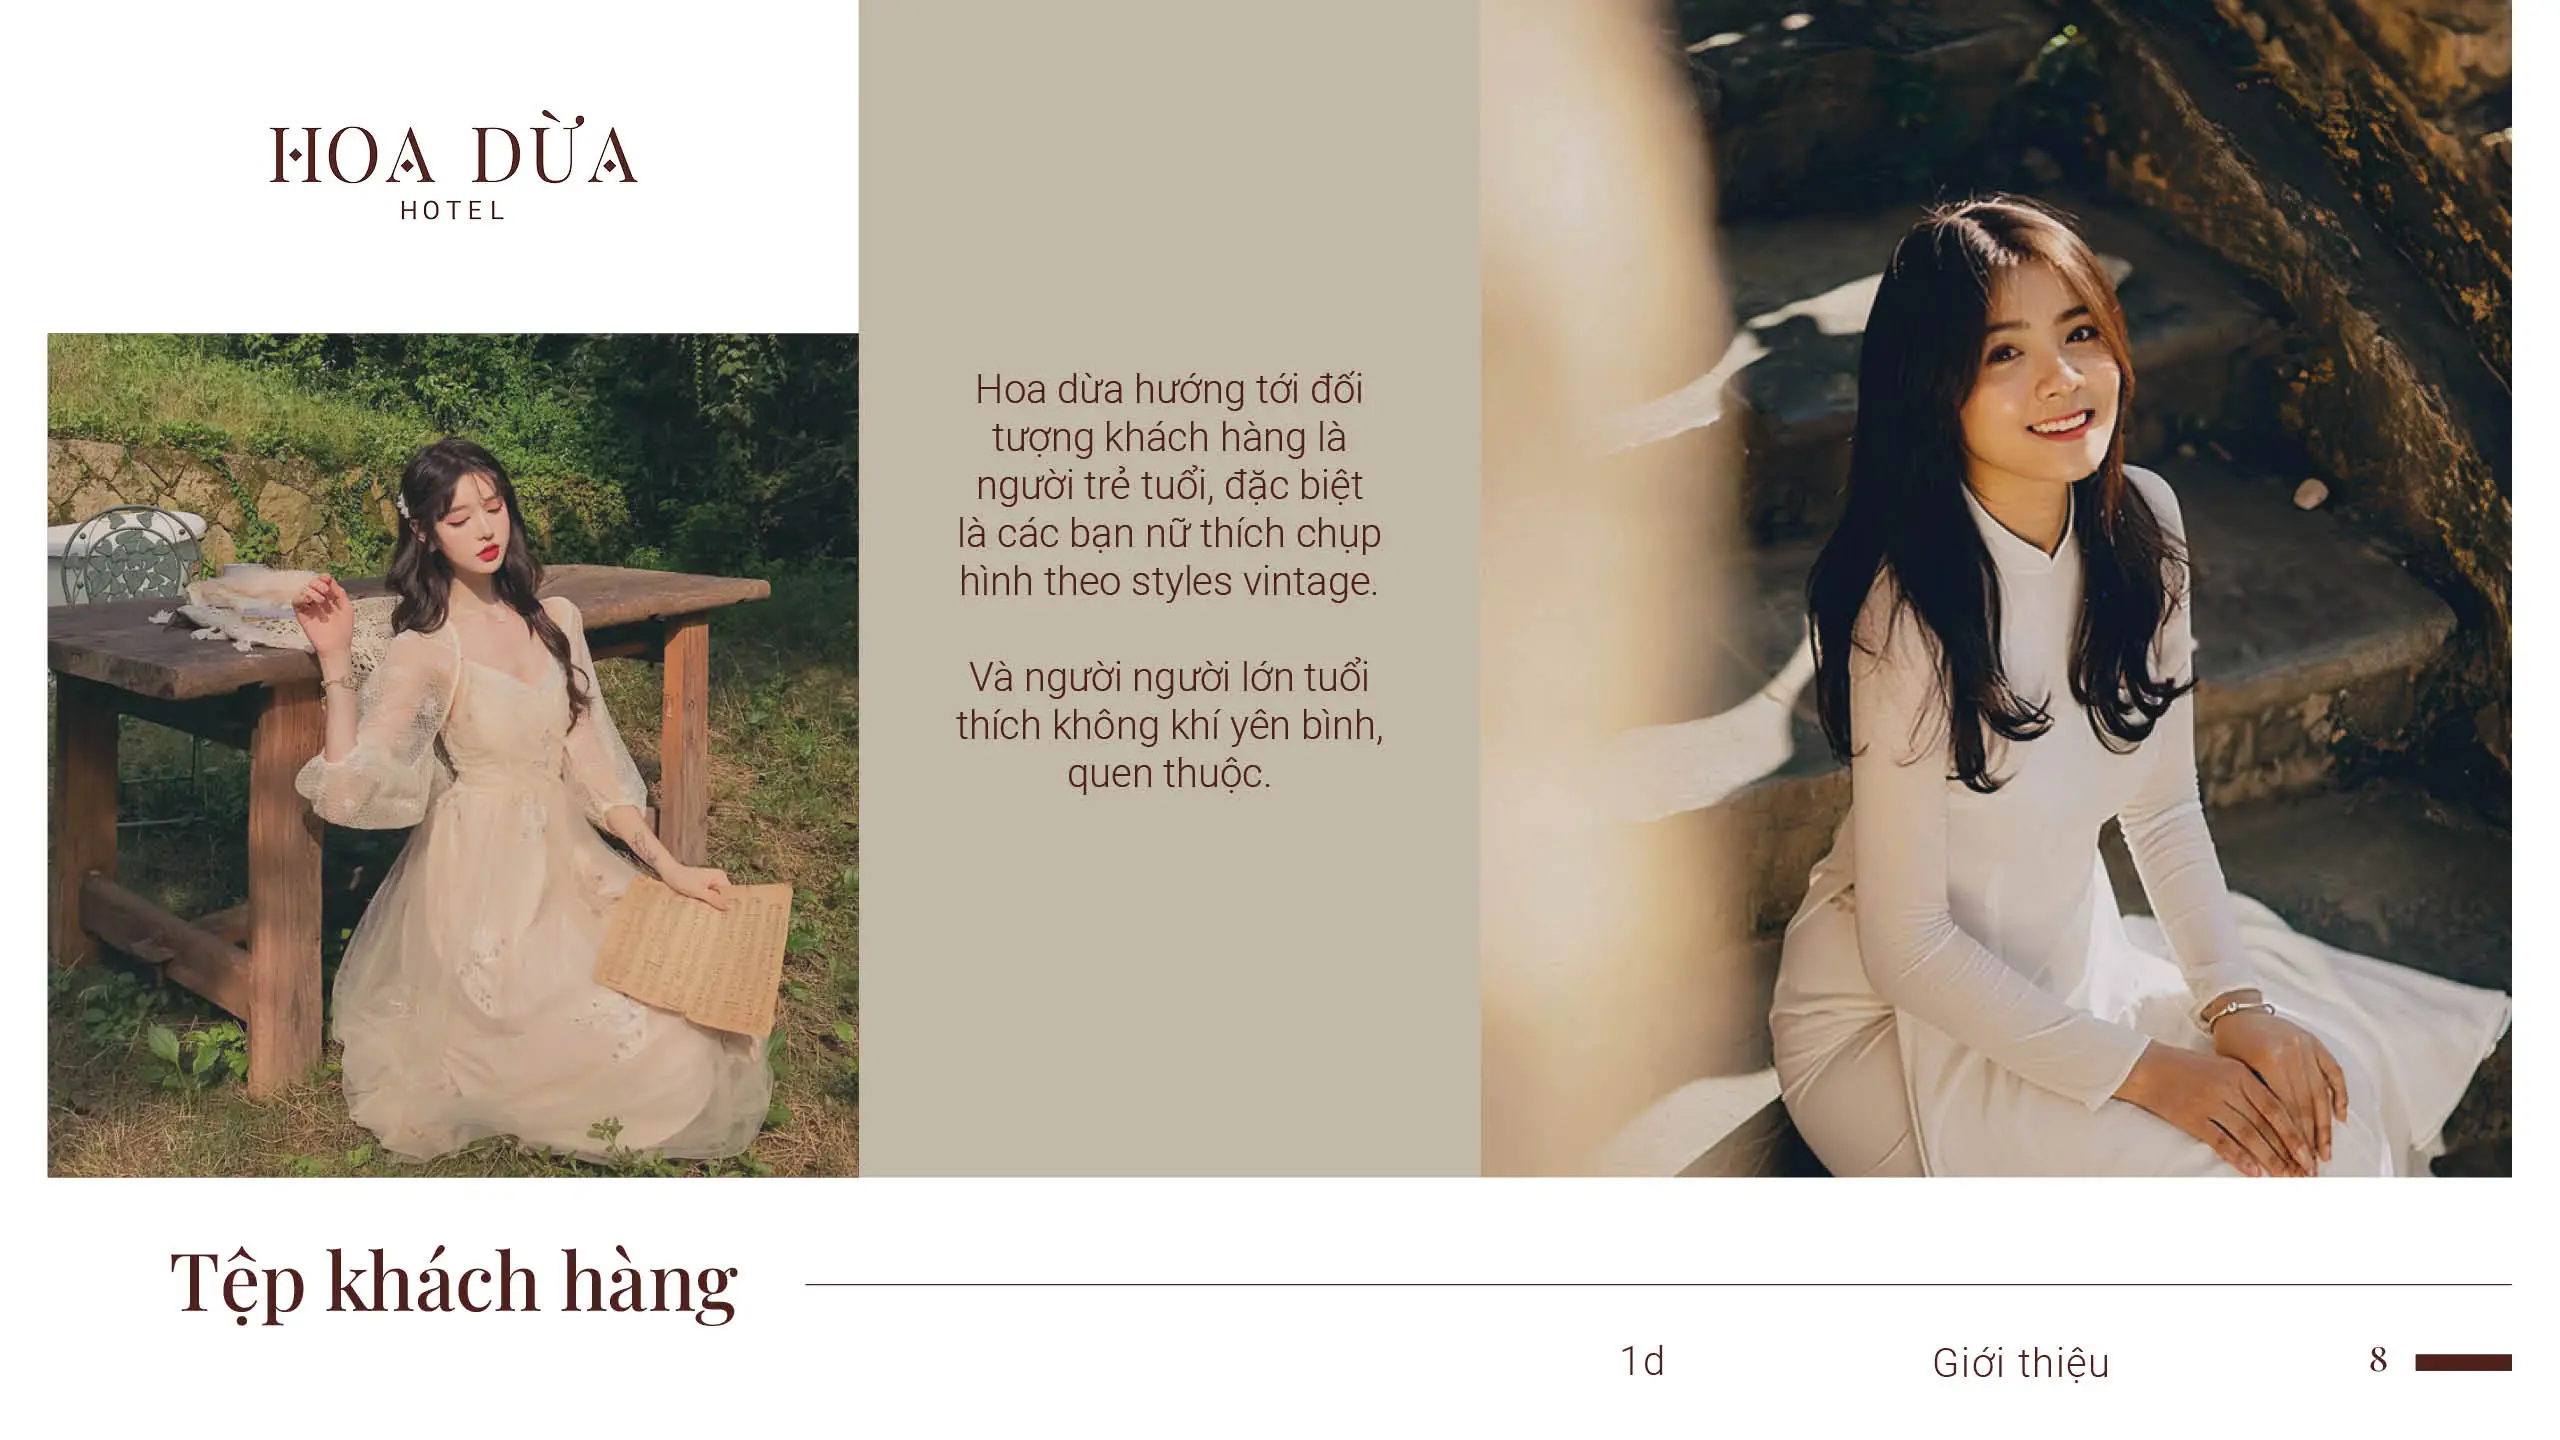 HOA DỪA
HOTEL
Hoa dừa hướng tới đối
tượng khách hàng là
người trẻ tuổi, đặc biệt
là các bạn nữ thích chụp
hình theo styles vintage.
Và người người lớn tuổi
thích không khí yên bình,
quen thuộc.
Tệp khách hàng
1d
Giới thiệu
8